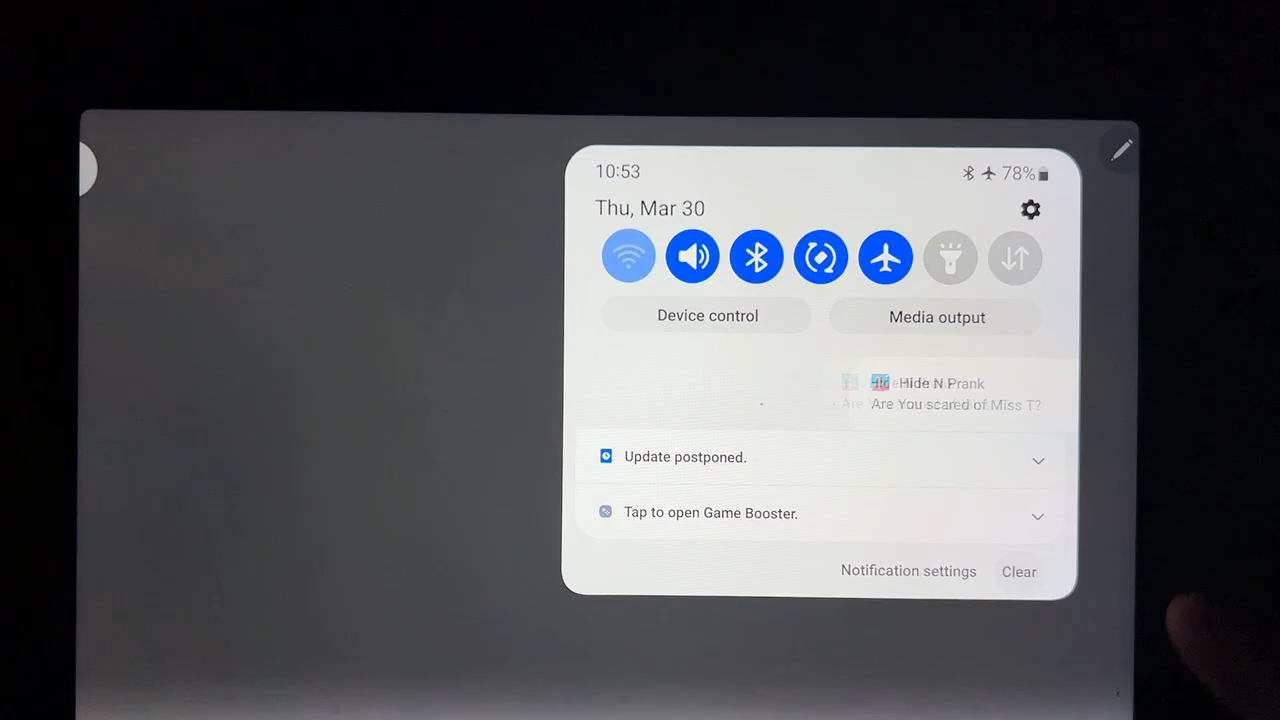 10:53
78%
Thu, Mar 30
Device control
Media output
Hide N Prank
Are You scared of Miss T?
Update postponed.
Tap to open Game Booster.
Notification settings
Clear